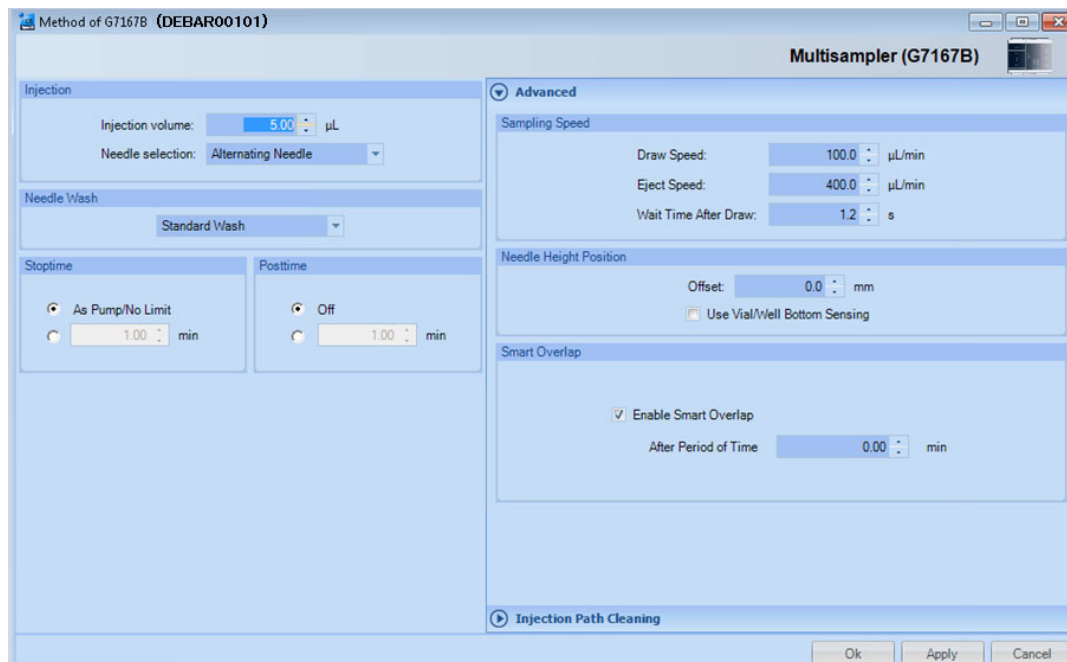 Method of G7167B (DEBAR00101)
Multisampler (G7167B)
Injection
Injection volume: 5.00 µL
Needle selection: Alternating Needle
Needle Wash
Standard Wash
Stoptime
As Pump/No Limit
1.00 min
Posttime
Off
1.00 min
Advanced
Sampling Speed
Draw Speed: 100.0 µL/min
Eject Speed: 400.0 µL/min
Wait Time After Draw: 1.2 s
Needle Height Position
Offset: 0.0 mm
Use Vial/Well Bottom Sensing
Smart Overlap
Enable Smart Overlap
After Period of Time 0.00 min
Injection Path Cleaning
Ok Apply Cancel